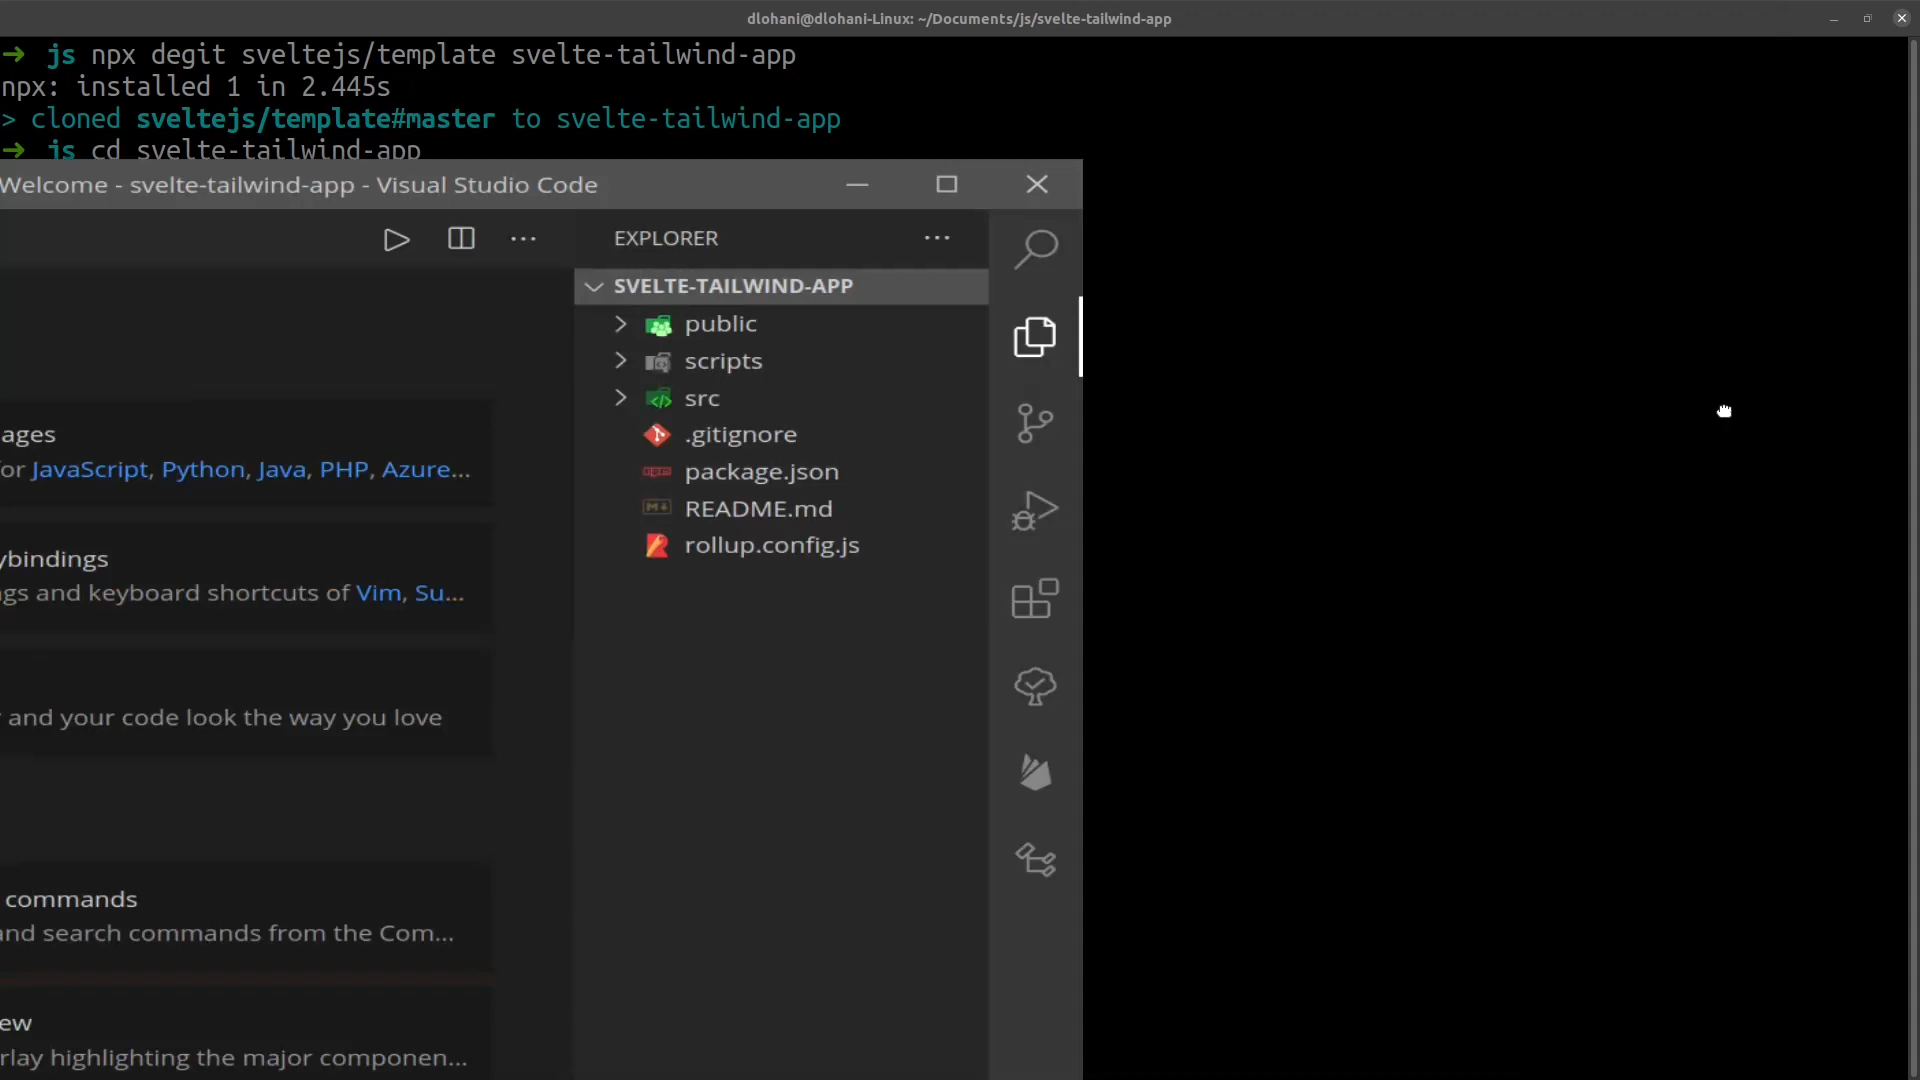 dlohani@dlohani-Linux: ~/Documents/js/svelte-tailwind-app
→ js npx degit sveltejs/template svelte-tailwind-app
npx: installed 1 in 2.445s
> cloned sveltejs/template#master to svelte-tailwind-app
→ js cd svelte-tailwind-app
Welcome - svelte-tailwind-app - Visual Studio Code
EXPLORER
SVELTE-TAILWIND-APP
public
scripts
src
.gitignore
package.json
README.md
rollup.config.js
ages
or JavaScript, Python, Java, PHP, Azure...
ybindings
gs and keyboard shortcuts of Vim, Su...
and your code look the way you love
commands
and search commands from the Com...
ew
rlay highlighting the major componen...